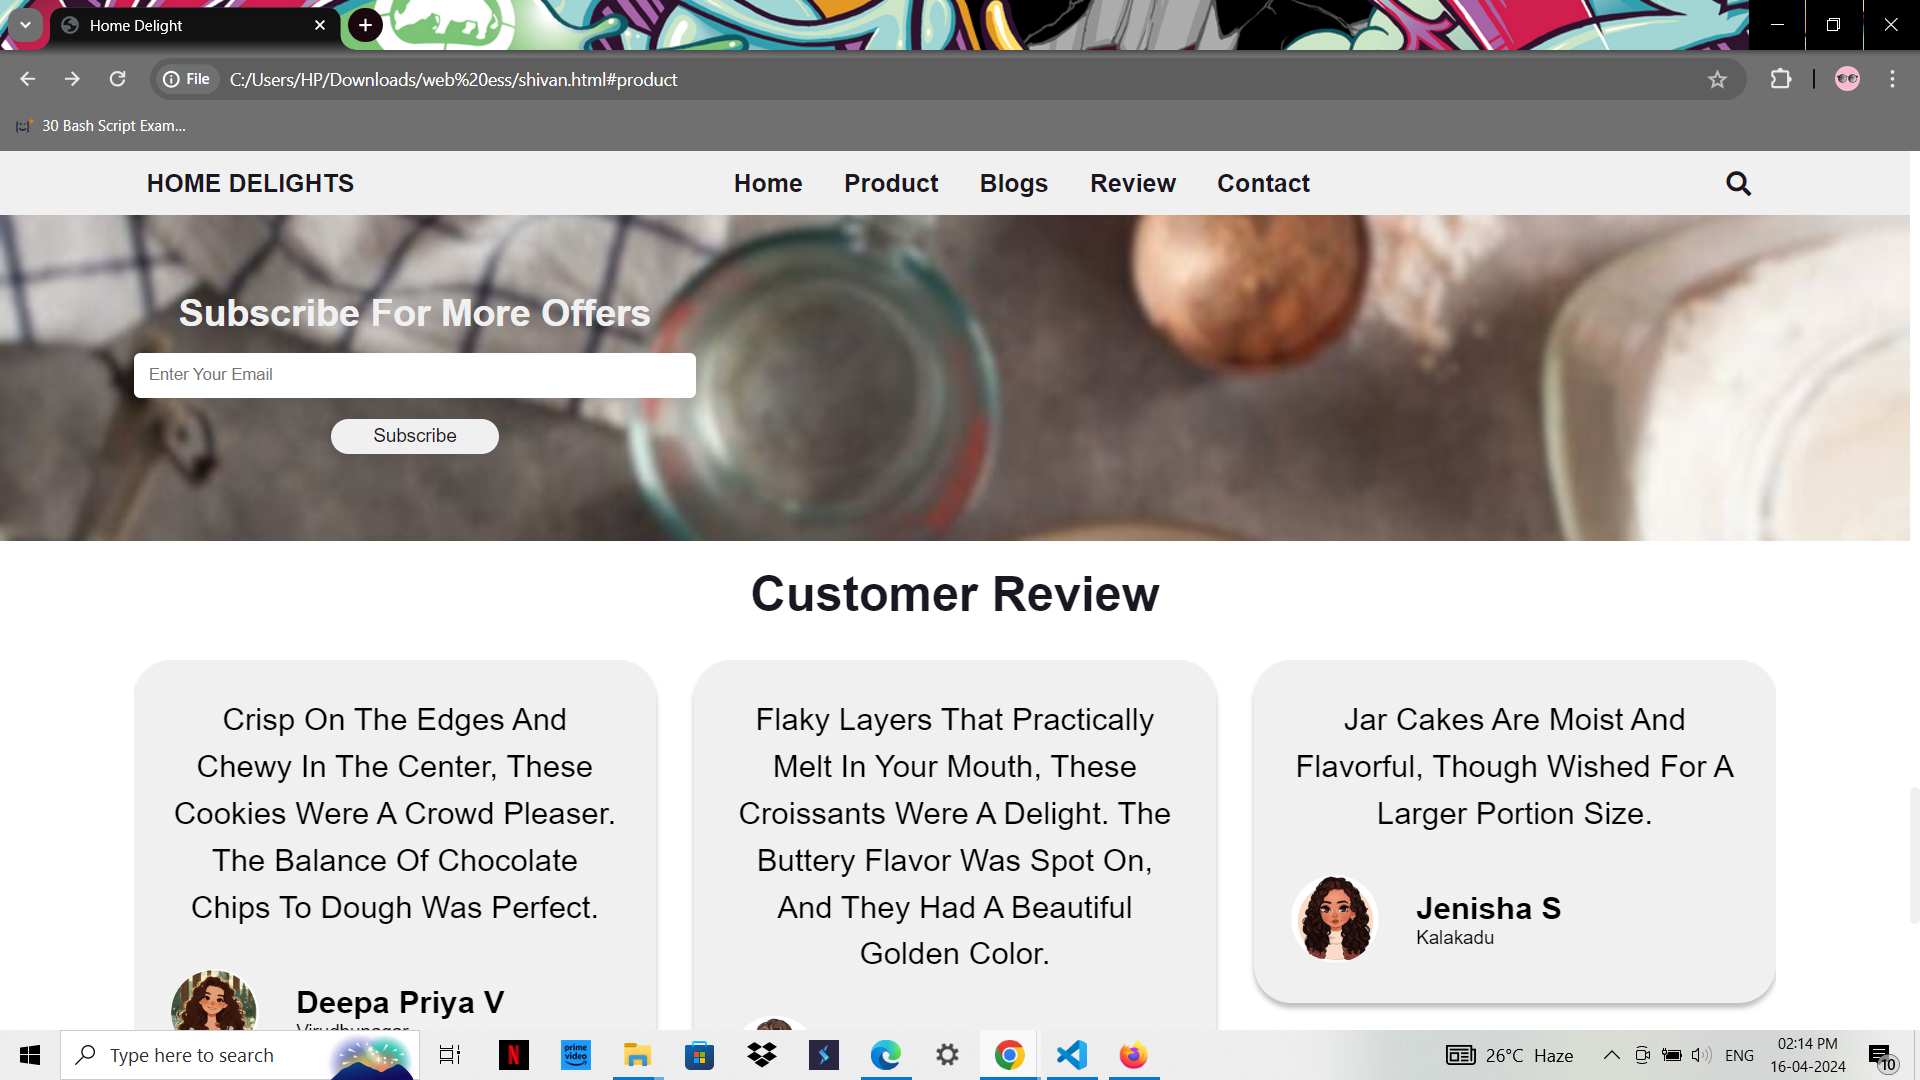 Home Delight
File C:/Users/HP/Downloads/web%20ess/shivan.html#product
30 Bash Script Exam...
HOME DELIGHTS Home Product Blogs Review Contact
Subscribe For More Offers
Enter Your Email
Subscribe
Customer Review
Crisp On The Edges And
Chewy In The Center, These
Cookies Were A Crowd Pleaser.
The Balance Of Chocolate
Chips To Dough Was Perfect.
Deepa Priya V
Virudhunagar
Flaky Layers That Practically
Melt In Your Mouth, These
Croissants Were A Delight. The
Buttery Flavor Was Spot On,
And They Had A Beautiful
Golden Color.
Jar Cakes Are Moist And
Flavorful, Though Wished For A
Larger Portion Size.
Jenisha S
Kalakadu
Type here to search
N
prime video
26°C Haze
ENG
02:14 PM
16-04-2024
10